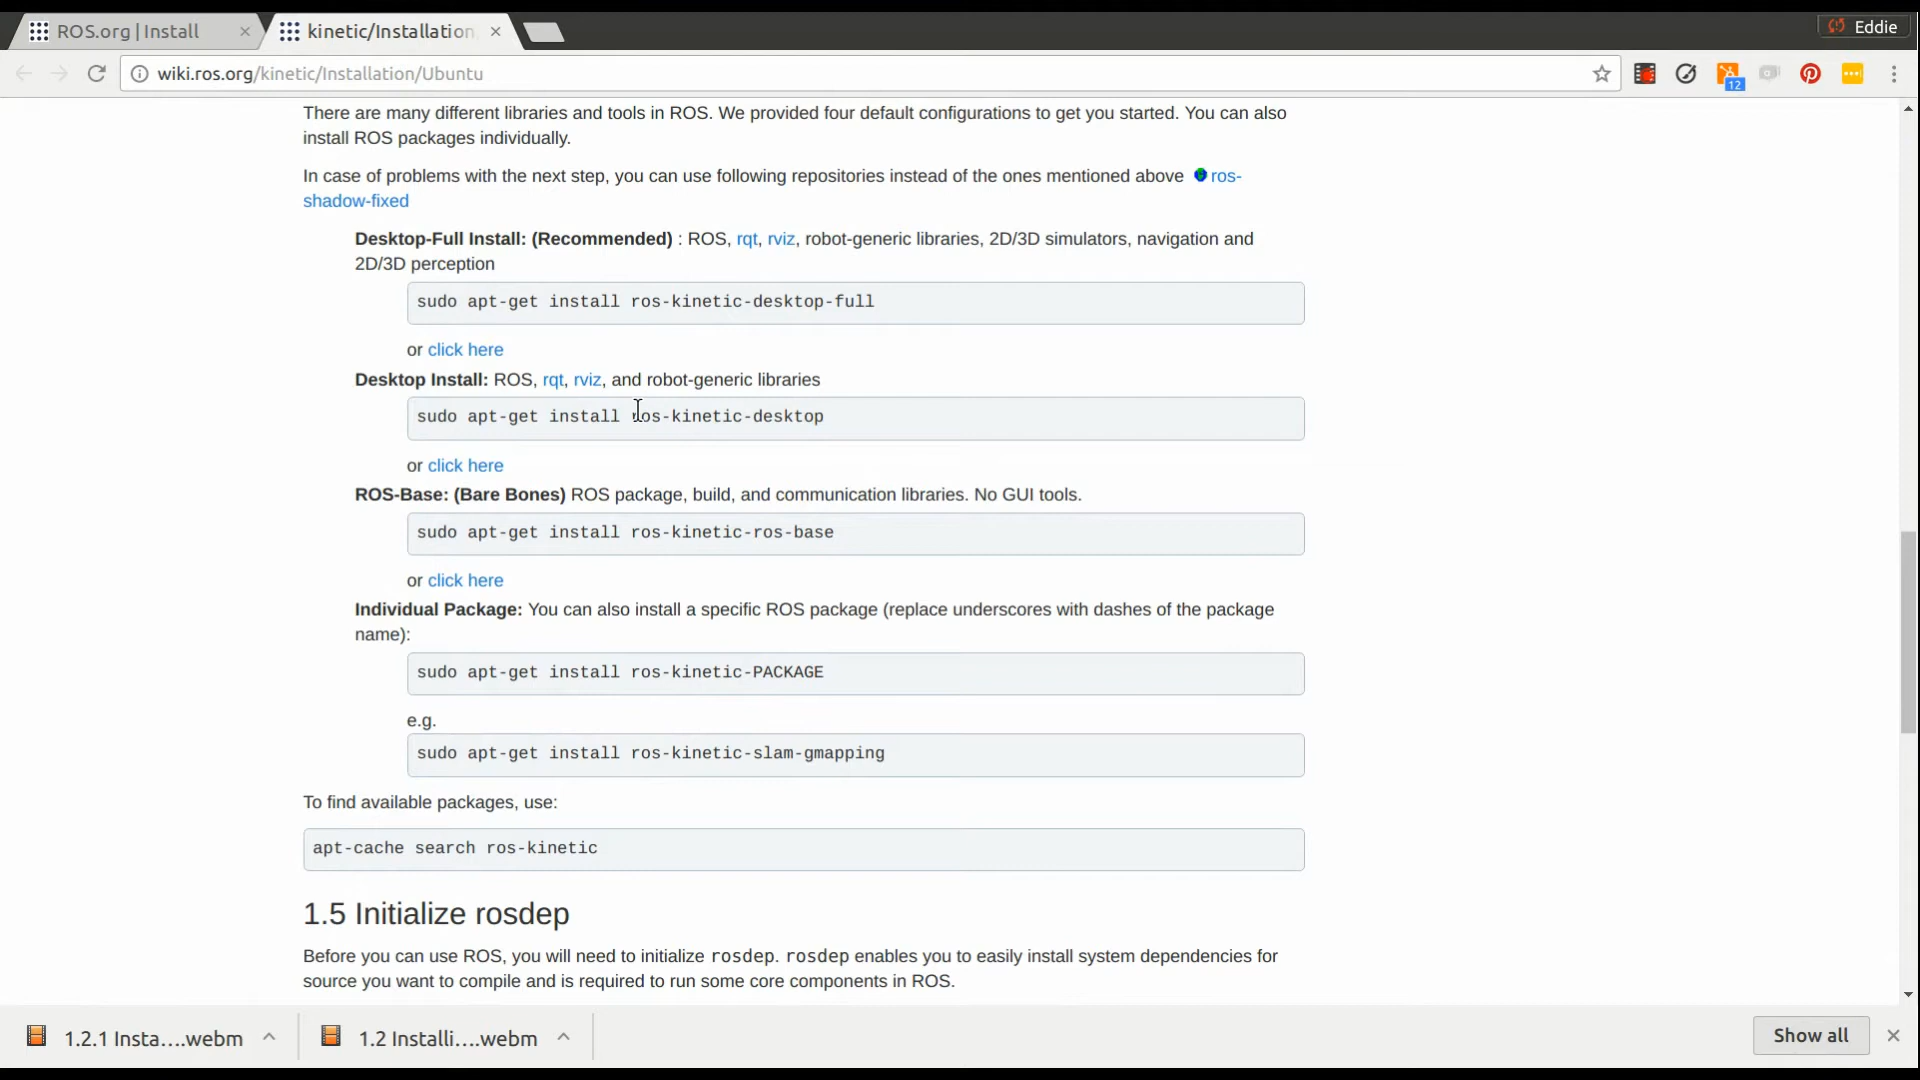 ROS.org | Install
kinetic/Installation
Eddie
wiki.ros.org/kinetic/Installation/Ubuntu
12
There are many different libraries and tools in ROS. We provided four default configurations to get you started. You can also
install ROS packages individually.
In case of problems with the next step, you can use following repositories instead of the ones mentioned above ros-
shadow-fixed
Desktop-Full Install: (Recommended) : ROS, rqt, rviz, robot-generic libraries, 2D/3D simulators, navigation and
2D/3D perception
sudo apt-get install ros-kinetic-desktop-full
or click here
Desktop Install: ROS, rqt, rviz, and robot-generic libraries
sudo apt-get install ros-kinetic-desktop
or click here
ROS-Base: (Bare Bones) ROS package, build, and communication libraries. No GUI tools.
sudo apt-get install ros-kinetic-ros-base
or click here
Individual Package: You can also install a specific ROS package (replace underscores with dashes of the package
name):
sudo apt-get install ros-kinetic-PACKAGE
e.g.
sudo apt-get install ros-kinetic-slam-gmapping
To find available packages, use:
apt-cache search ros-kinetic
1.5 Initialize rosdep
Before you can use ROS, you will need to initialize rosdep. rosdep enables you to easily install system dependencies for
source you want to compile and is required to run some core components in ROS.
1.2.1 Insta....webm
1.2 Installi....webm
Show all